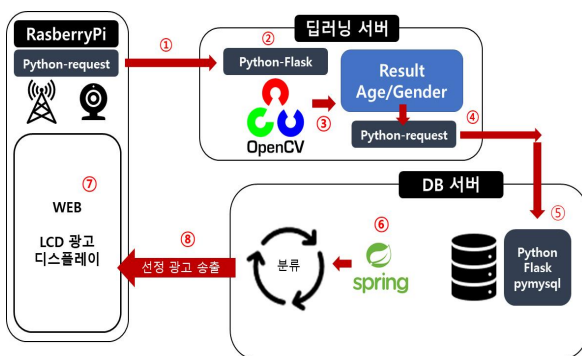 RasberryPi
Python-request
①
딥러닝 서버
②
Python-Flask
OpenCV
③
Result
Age/Gender
Python-request
④
DB 서버
⑤
Python
Flask
pymysql
⑥
spring
분류
⑧
선정 광고 송출
⑦
WEB
LCD 광고
디스플레이